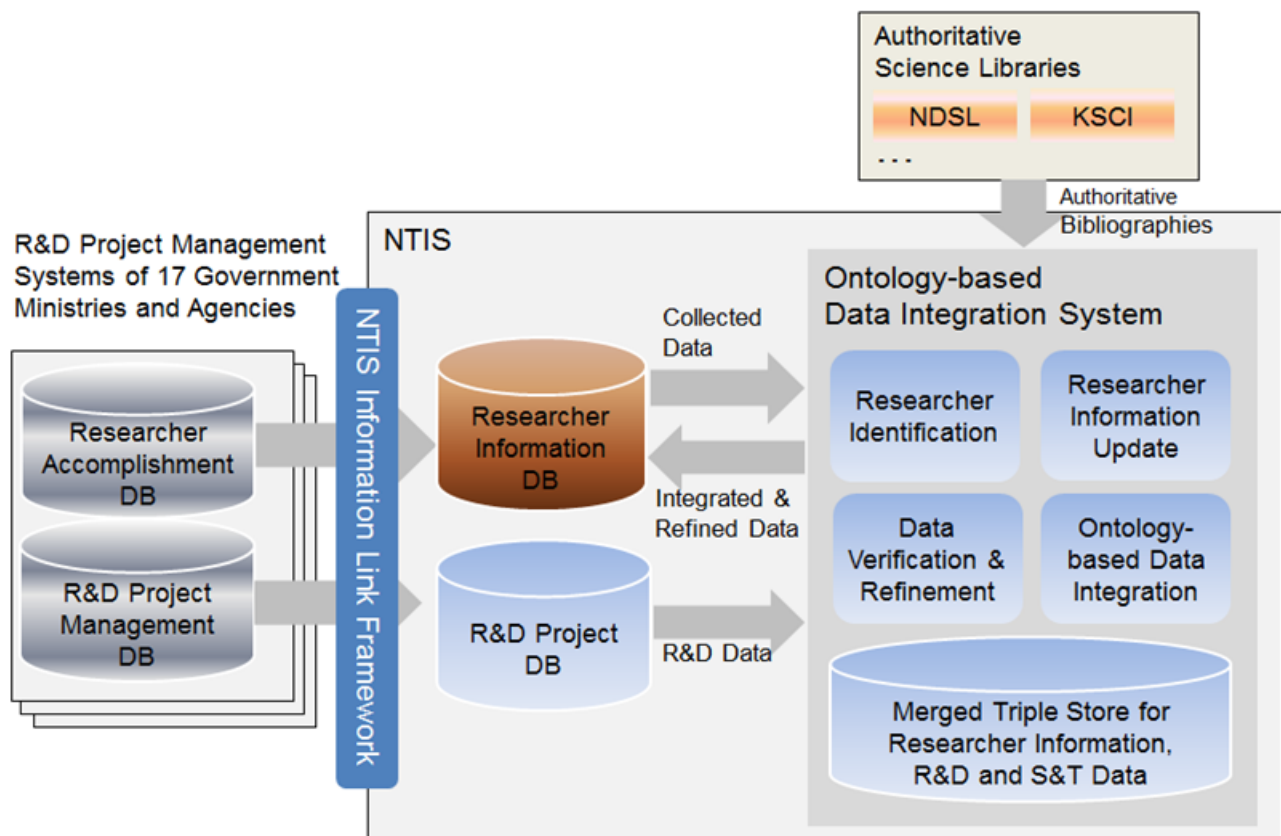 Authoritative
Science Libraries
NDSL
KSCI
...
Authoritative
Bibliographies
R&D Project Management
Systems of 17 Government
Ministries and Agencies
NTIS
NTIS Information Link Framework
Researcher
Accomplishment
DB
R&D Project
Management
DB
Researcher
Information
DB
R&D Project
DB
Collected
Data
Integrated &
Refined Data
R&D Data
Ontology-based
Data Integration System
Researcher
Identification
Researcher
Information
Update
Data
Verification &
Refinement
Ontology-
based Data
Integration
Merged Triple Store for
Researcher Information,
R&D and S&T Data